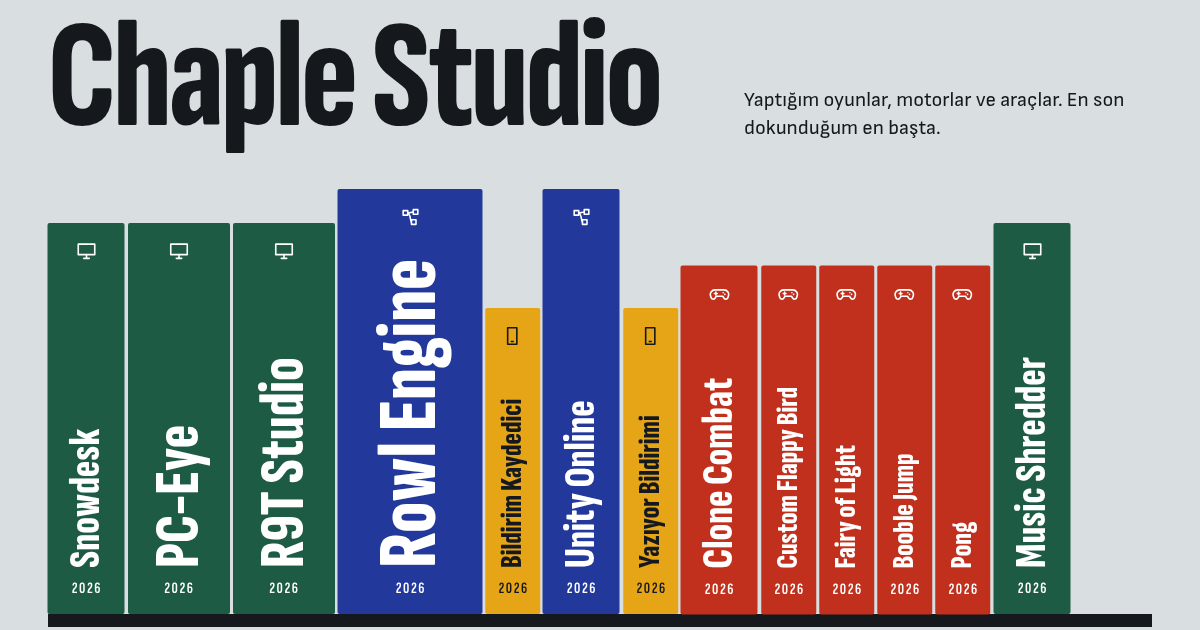 Chaple Studio
Yaptığım oyunlar, motorlar ve araçlar. En son
dokunduğum en başta.
Snowdesk
2026
PC-Eye
2026
R9T Studio
2026
Rowl Engine
2026
Bildirim Kaydedici
2026
Unity Online
2026
Yazıyor Bildirimi
2026
Clone Combat
2026
Custom Flappy Bird
2026
Fairy of Light
2026
Booble Jump
2026
Pong
2026
Music Shredder
2026